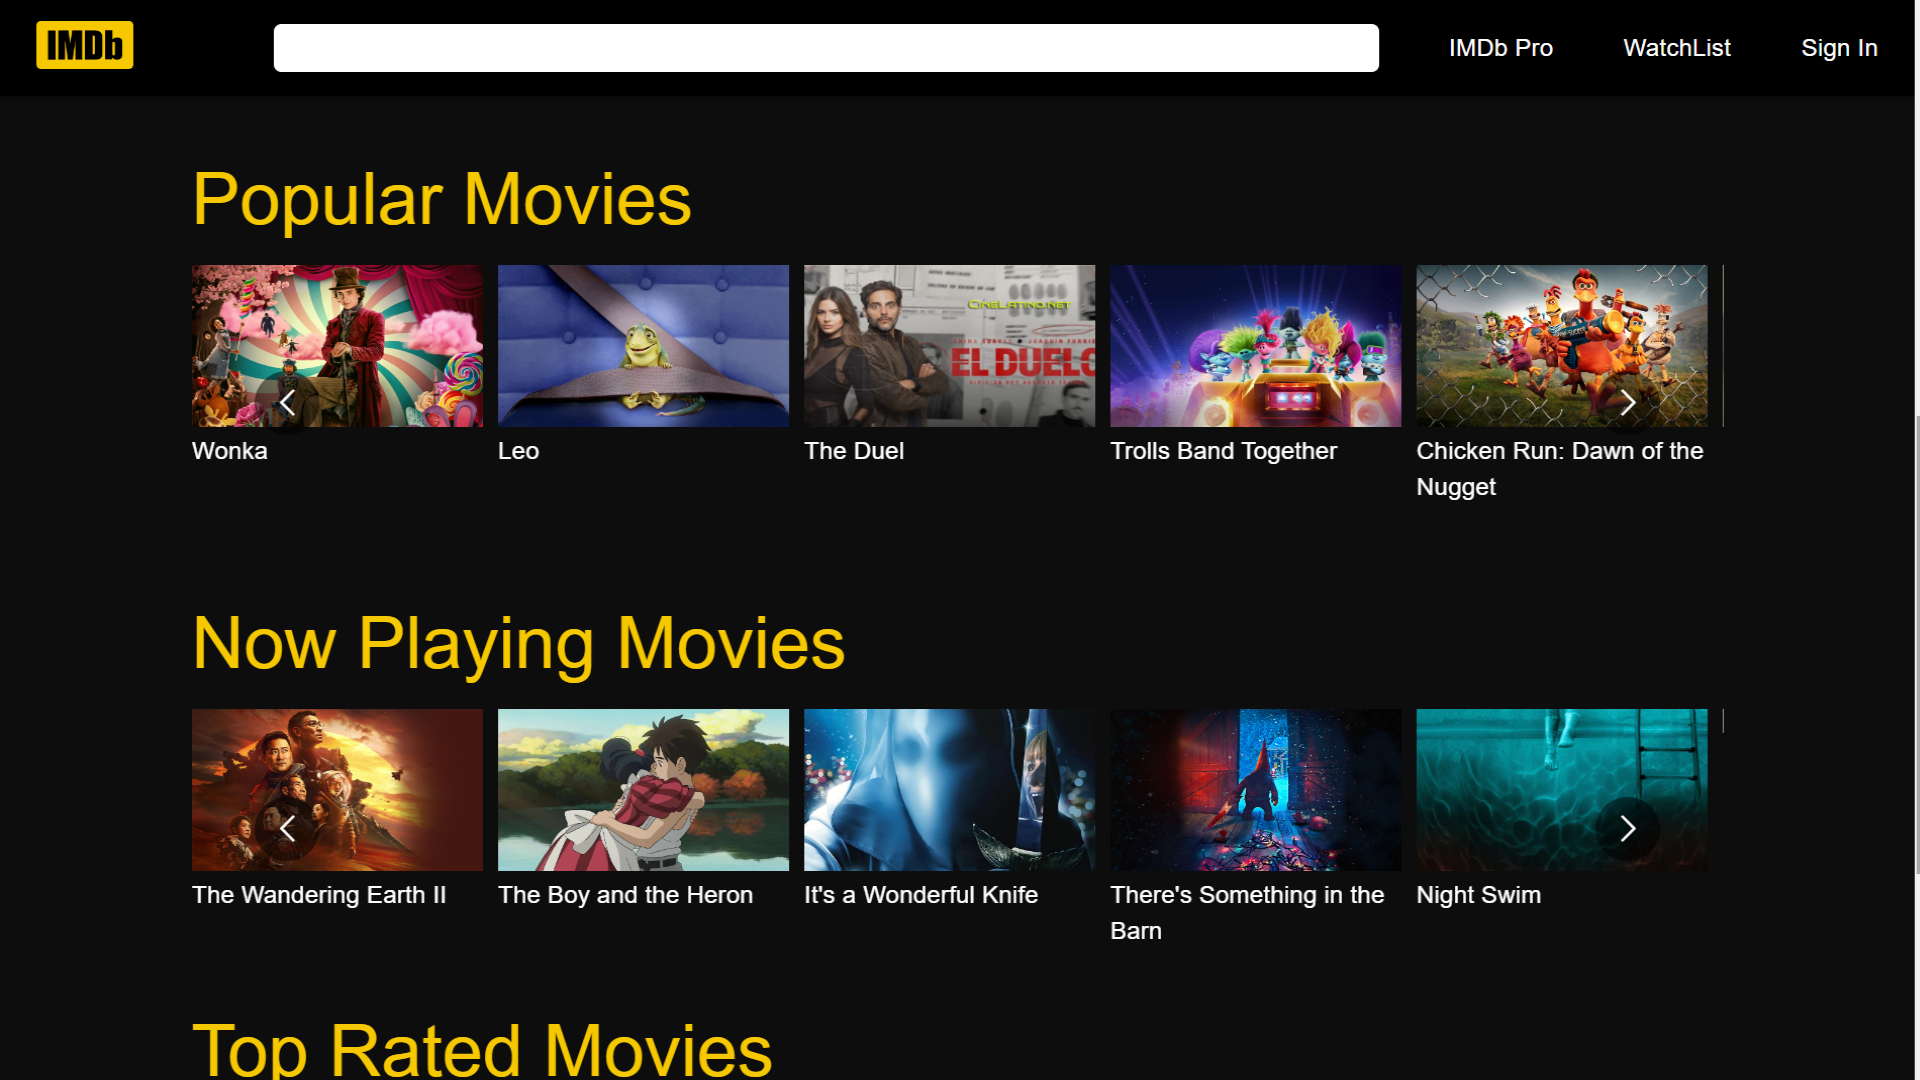 IMDb
IMDb Pro
WatchList
Sign In
Popular Movies
CINELATINO.NET
EL DUELO
Wonka
Leo
The Duel
Trolls Band Together
Chicken Run: Dawn of the
Nugget
Now Playing Movies
The Wandering Earth II
The Boy and the Heron
It's a Wonderful Knife
There's Something in the
Barn
Night Swim
Top Rated Movies